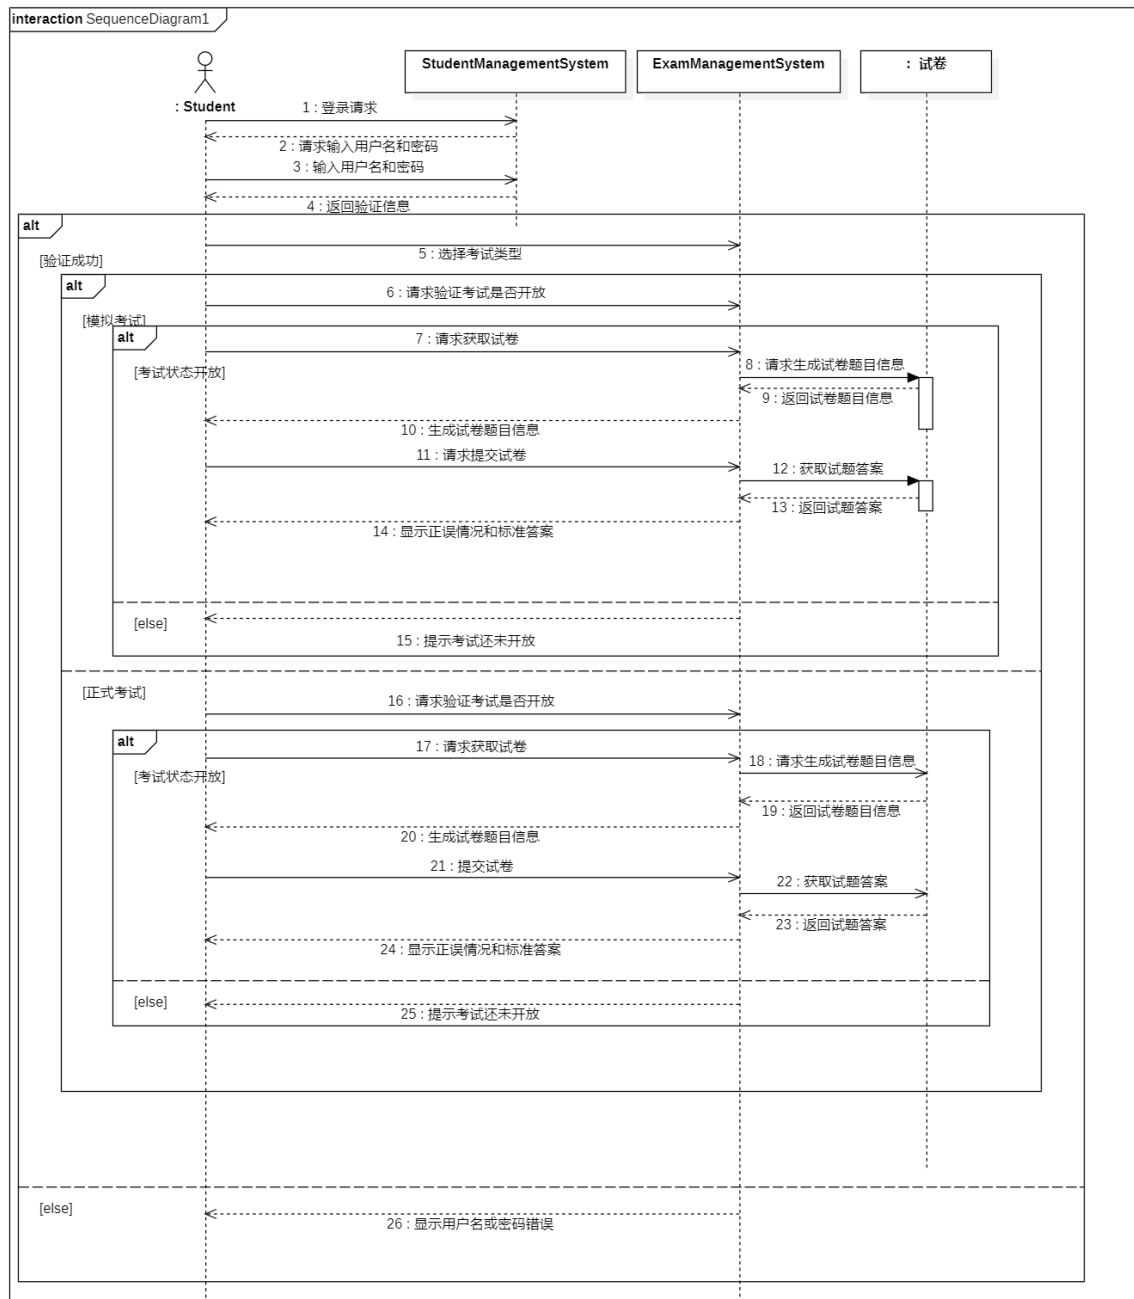 interaction SequenceDiagram1
StudentManagementSystem
ExamManagementSystem
: 试卷
: Student
1 : 登录请求
2 : 请求输入用户名和密码
3 : 输入用户名和密码
4 : 返回验证信息
alt
5 : 选择考试类型
[验证成功]
alt
6 : 请求验证考试是否开放
[模拟考试]
alt
7 : 请求获取试卷
8 : 请求生成试卷题目信息
[考试状态开放]
9 : 返回试卷题目信息
10 : 生成试卷题目信息
11 : 请求提交试卷
12 : 获取试题答案
13 : 返回试题答案
14 : 显示正误情况和标准答案
[else]
15 : 提示考试还未开放
[正式考试]
16 : 请求验证考试是否开放
alt
17 : 请求获取试卷
18 : 请求生成试卷题目信息
[考试状态开放]
19 : 返回试卷题目信息
20 : 生成试卷题目信息
21 : 提交试卷
22 : 获取试题答案
23 : 返回试题答案
24 : 显示正误情况和标准答案
[else]
25 : 提示考试还未开放
[else]
26 : 显示用户名或密码错误